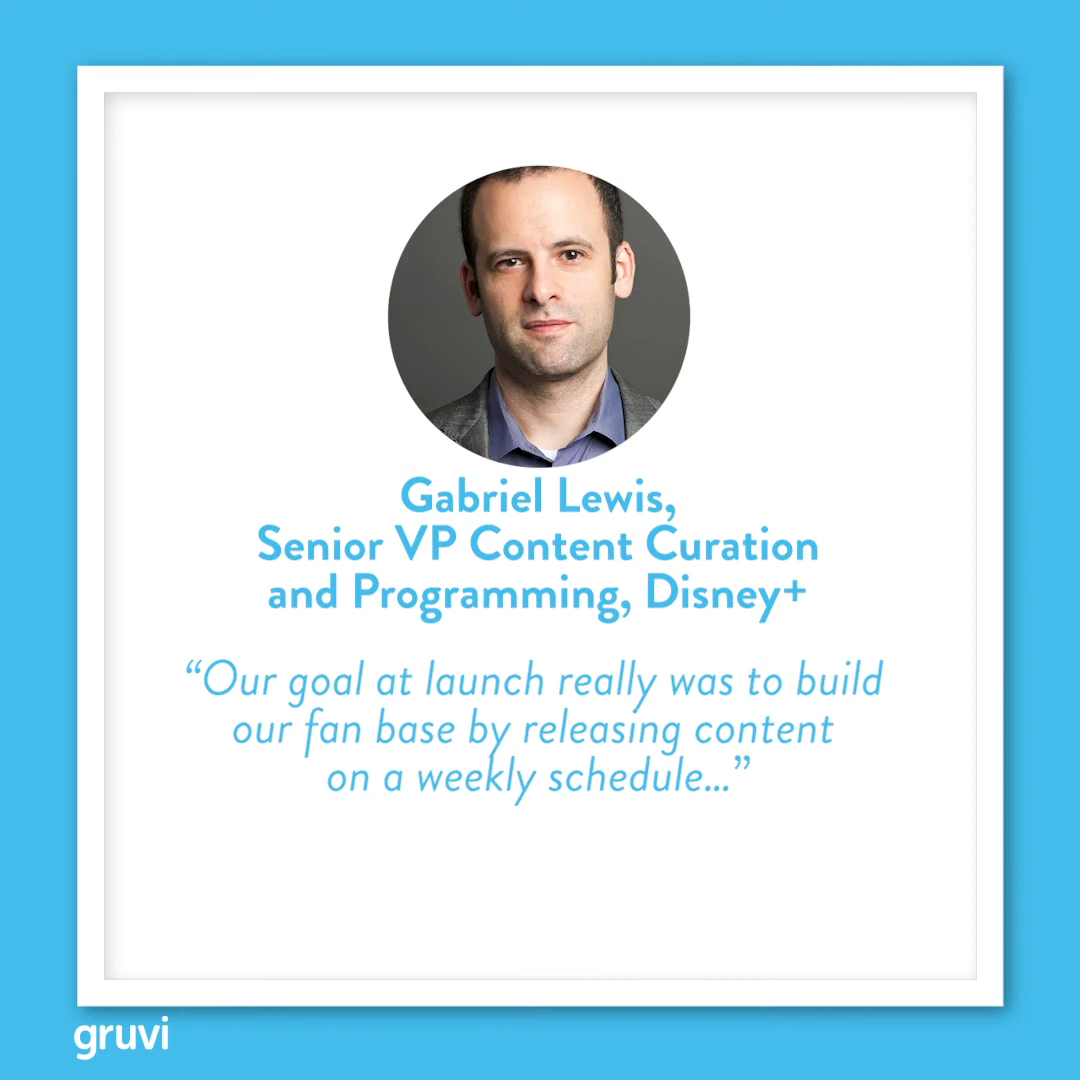 Gabriel Lewis,
Senior VP Content Curation
and Programming, Disney+
“Our goal at launch really was to build
our fan base by releasing content
on a weekly schedule...”
gruvi